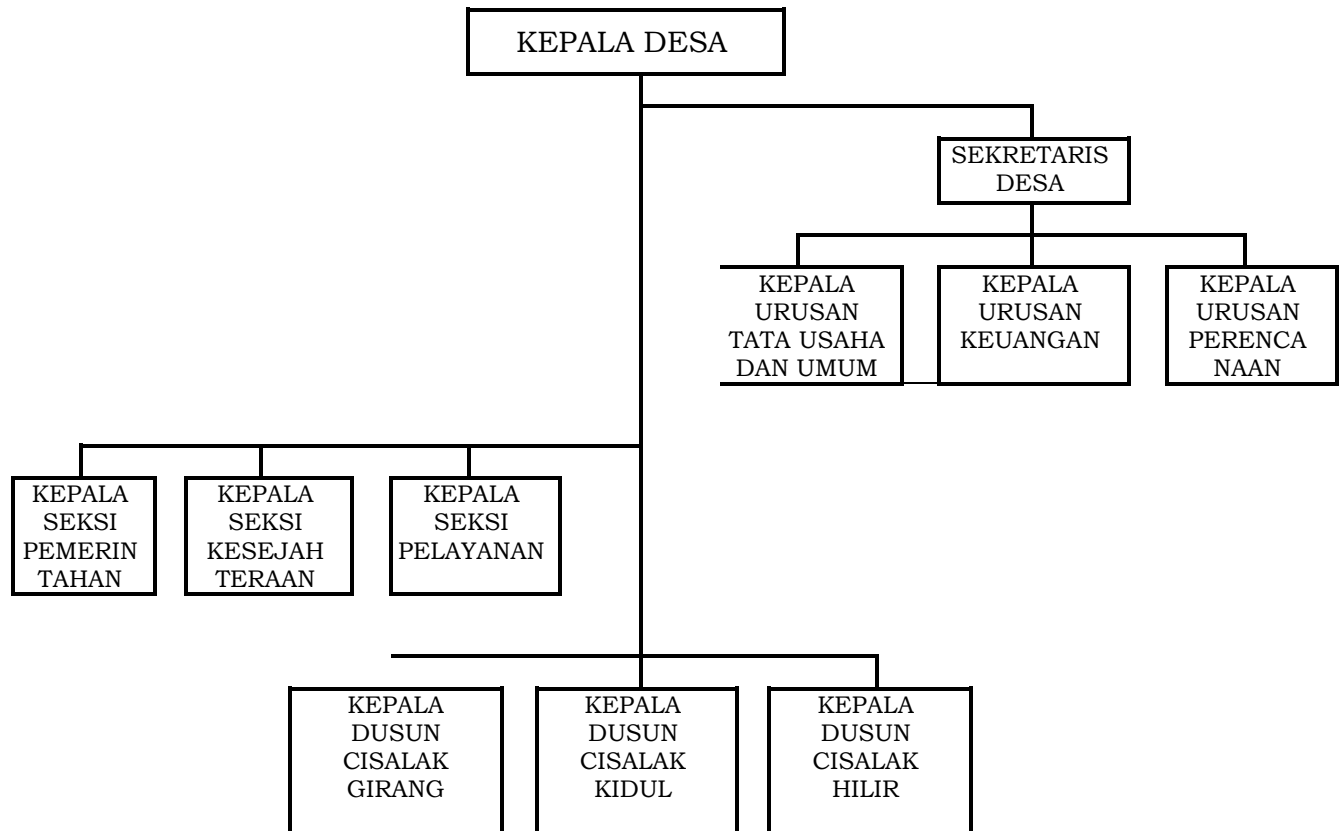 KEPALA DESA
SEKRETARIS
DESA
KEPALA
URUSAN
TATA USAHA
DAN UMUM
KEPALA
URUSAN
KEUANGAN
KEPALA
URUSAN
PERENCA
NAAN
KEPALA
SEKSI
PEMERIN
TAHAN
KEPALA
SEKSI
KESEJAH
TERAAN
KEPALA
SEKSI
PELAYANAN
KEPALA
DUSUN
CISALAK
GIRANG
KEPALA
DUSUN
CISALAK
KIDUL
KEPALA
DUSUN
CISALAK
HILIR